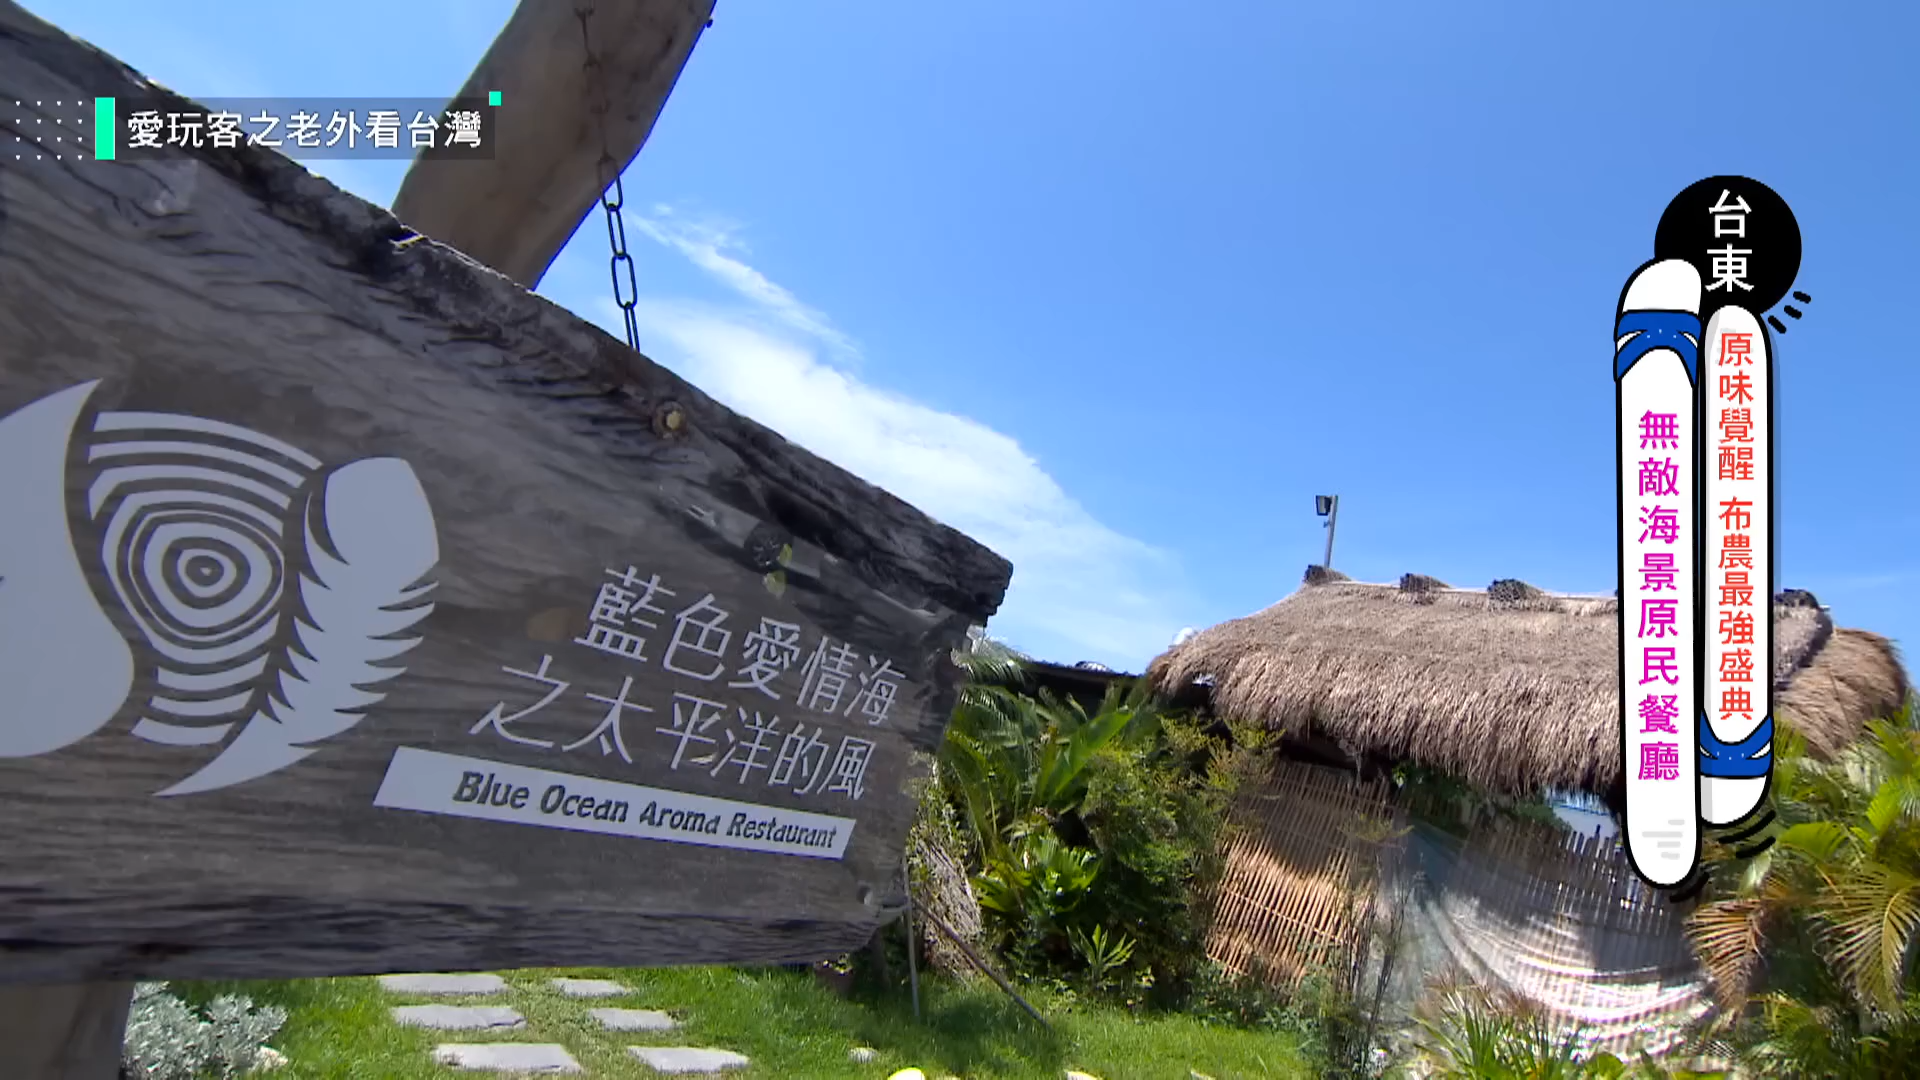 愛玩客之老外看台灣
台東
原味覺醒 布農最強盛典
無敵海景原民餐廳
藍色愛情海
之太平洋的風
Blue Ocean Aroma Restaurant